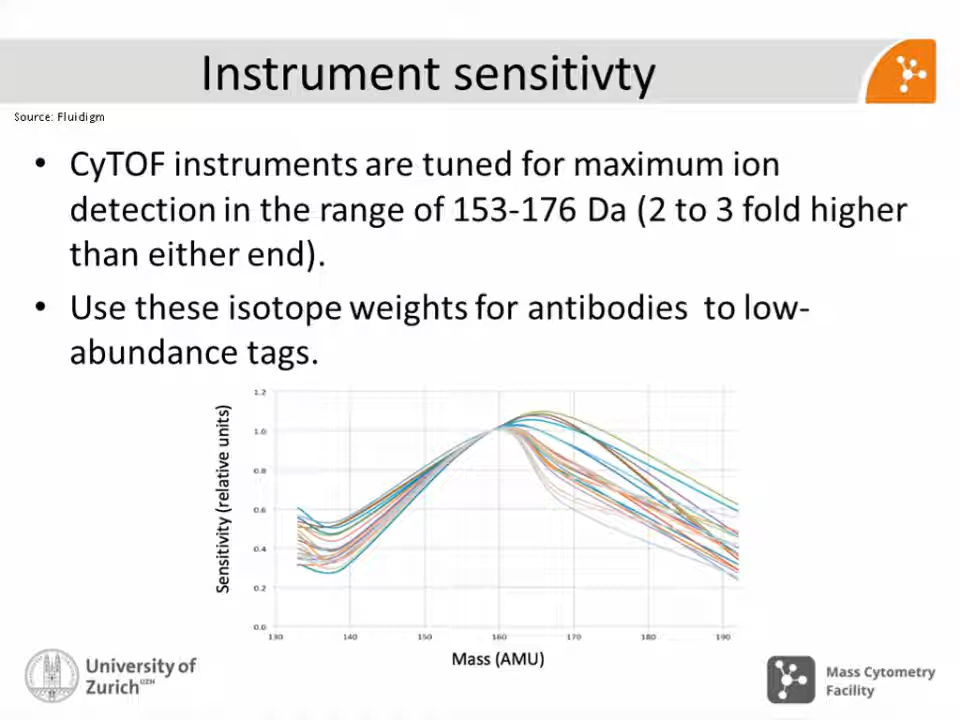 Instrument sensitivty
Source: Fluidigm
• CyTOF instruments are tuned for maximum ion
detection in the range of 153-176 Da (2 to 3 fold higher
than either end).
• Use these isotope weights for antibodies to low-
abundance tags.
Sensitivity (relative units)
1.2
1.0
0.8
0.6
0.4
0.2
0.0
130 140 150 160 170 180 190
Mass (AMU)
University of
Zurich UZH
Mass Cytometry
Facility